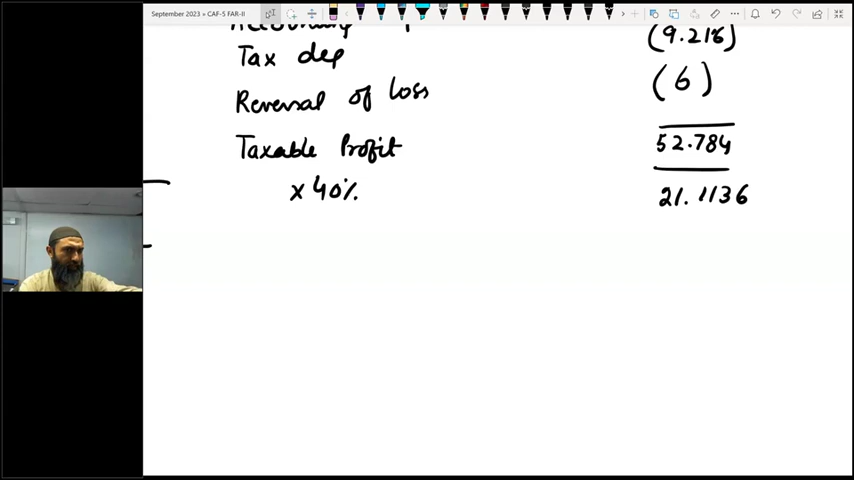 September 2023 » CAF-5 FAR-II
(9.216)
Tax dep
Reversal of loss (6)
Taxable Profit 52.784
x 40% 21.1136